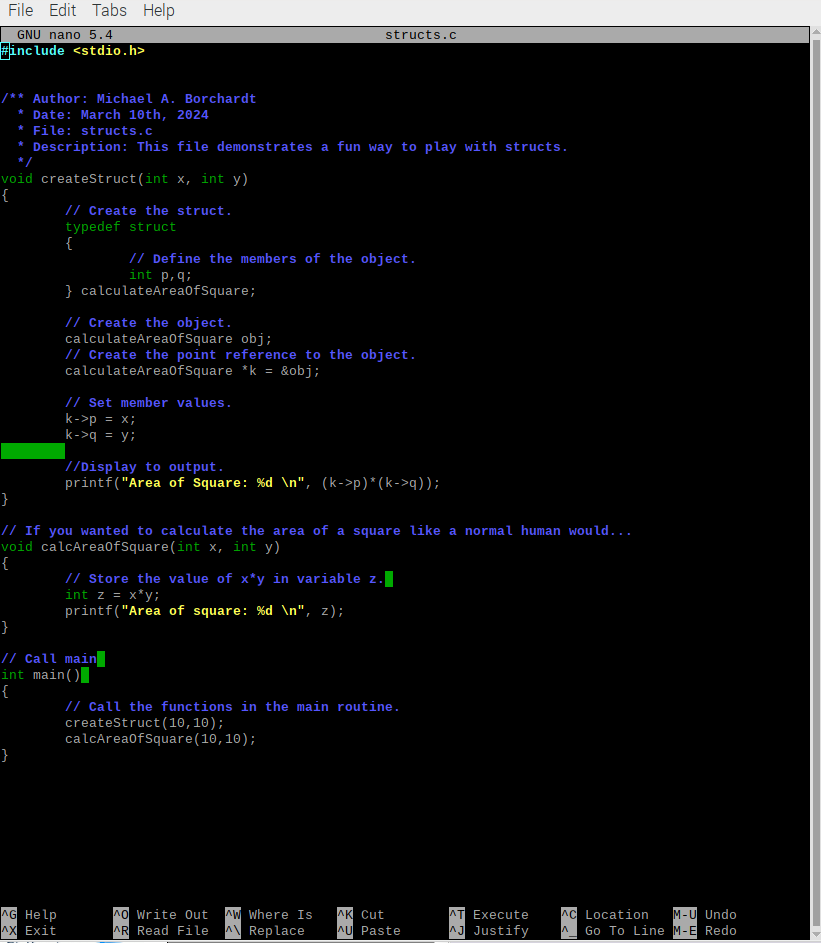 File Edit Tabs Help
GNU nano 5.4 structs.c
#include <stdio.h>
/** Author: Michael A. Borchardt
* Date: March 10th, 2024
* File: structs.c
* Description: This file demonstrates a fun way to play with structs.
*/
void createStruct(int x, int y)
{
// Create the struct.
typedef struct
{
// Define the members of the object.
int p,q;
} calculateAreaOfSquare;
// Create the object.
calculateAreaOfSquare obj;
// Create the point reference to the object.
calculateAreaOfSquare *k = &obj;
// Set member values.
k->p = x;
k->q = y;
//Display to output.
printf("Area of Square: %d \n", (k->p)*(k->q));
}
// If you wanted to calculate the area of a square like a normal human would...
void calcAreaOfSquare(int x, int y)
{
// Store the value of x*y in variable z.
int z = x*y;
printf("Area of square: %d \n", z);
}
// Call main
int main()
{
// Call the functions in the main routine.
createStruct(10,10);
calcAreaOfSquare(10,10);
}
^G Help ^O Write Out ^W Where Is ^K Cut ^T Execute ^C Location M-U Undo
^X Exit ^R Read File ^\ Replace ^U Paste ^J Justify ^_ Go To Line M-E Redo